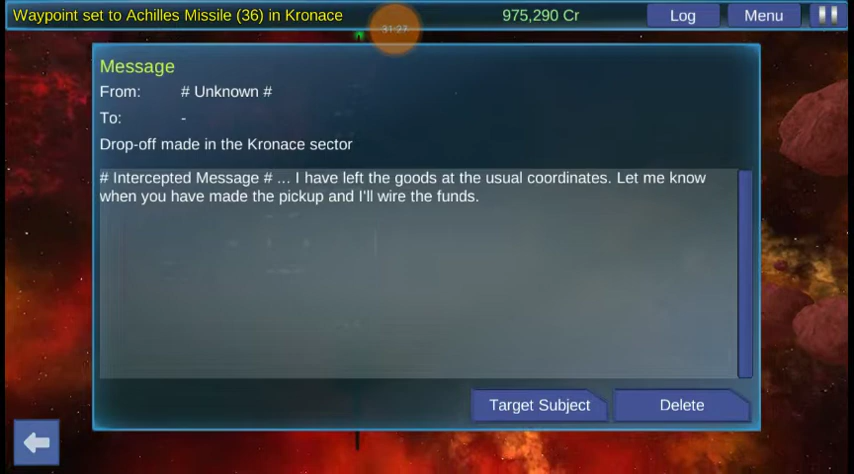 Waypoint set to Achilles Missile (36) in Kronace
975,290 Cr
Log
Menu
31:27
Message
From: # Unknown #
To: -
Drop-off made in the Kronace sector
# Intercepted Message # ... I have left the goods at the usual coordinates. Let me know
when you have made the pickup and I'll wire the funds.
Target Subject
Delete